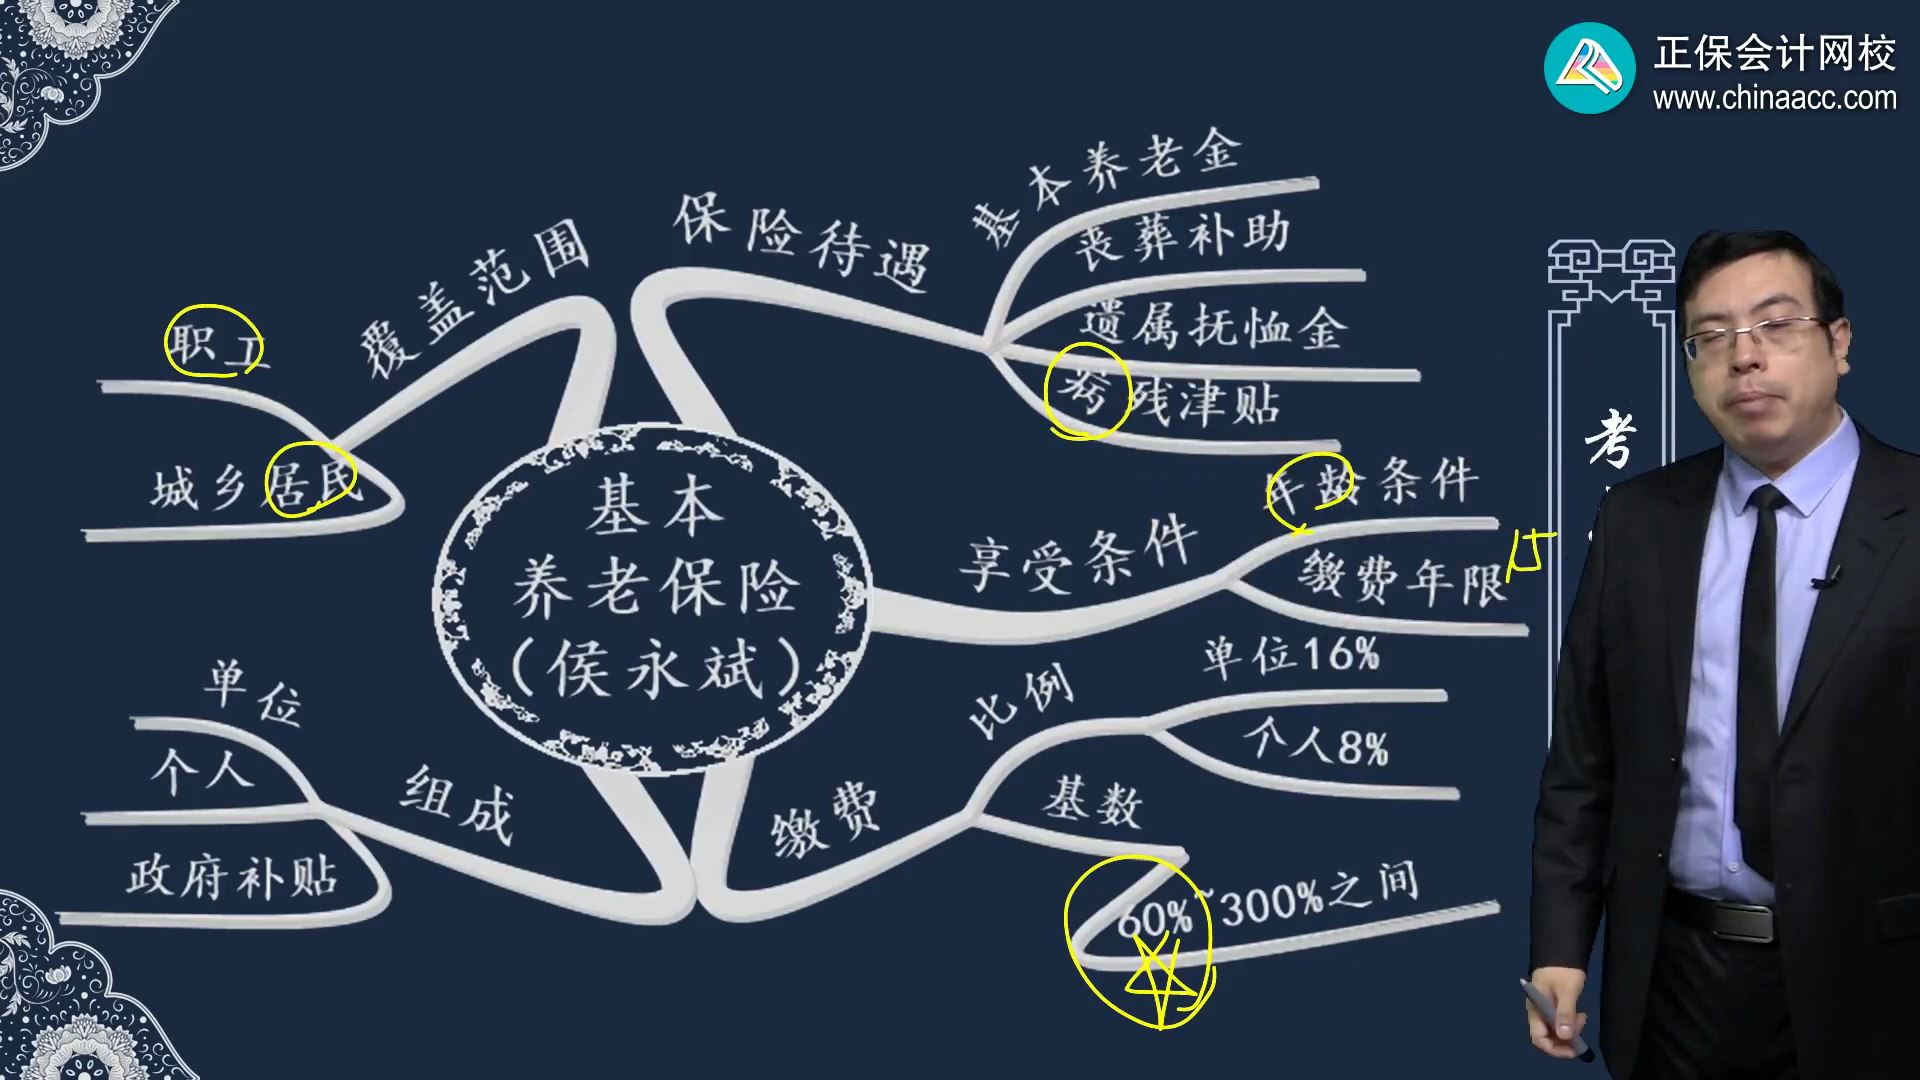 正保会计网校
www.chinaacc.com
基本养老金
丧葬补助
遗属抚恤金
残津贴
保险待遇
覆盖范围
职工
城乡居民
基本
养老保险
(侯永斌)
享受条件
年龄条件
缴费年限
15
单位16%
个人8%
比例
基数
60%~300%之间
缴费
组成
单位
个人
政府补贴
考